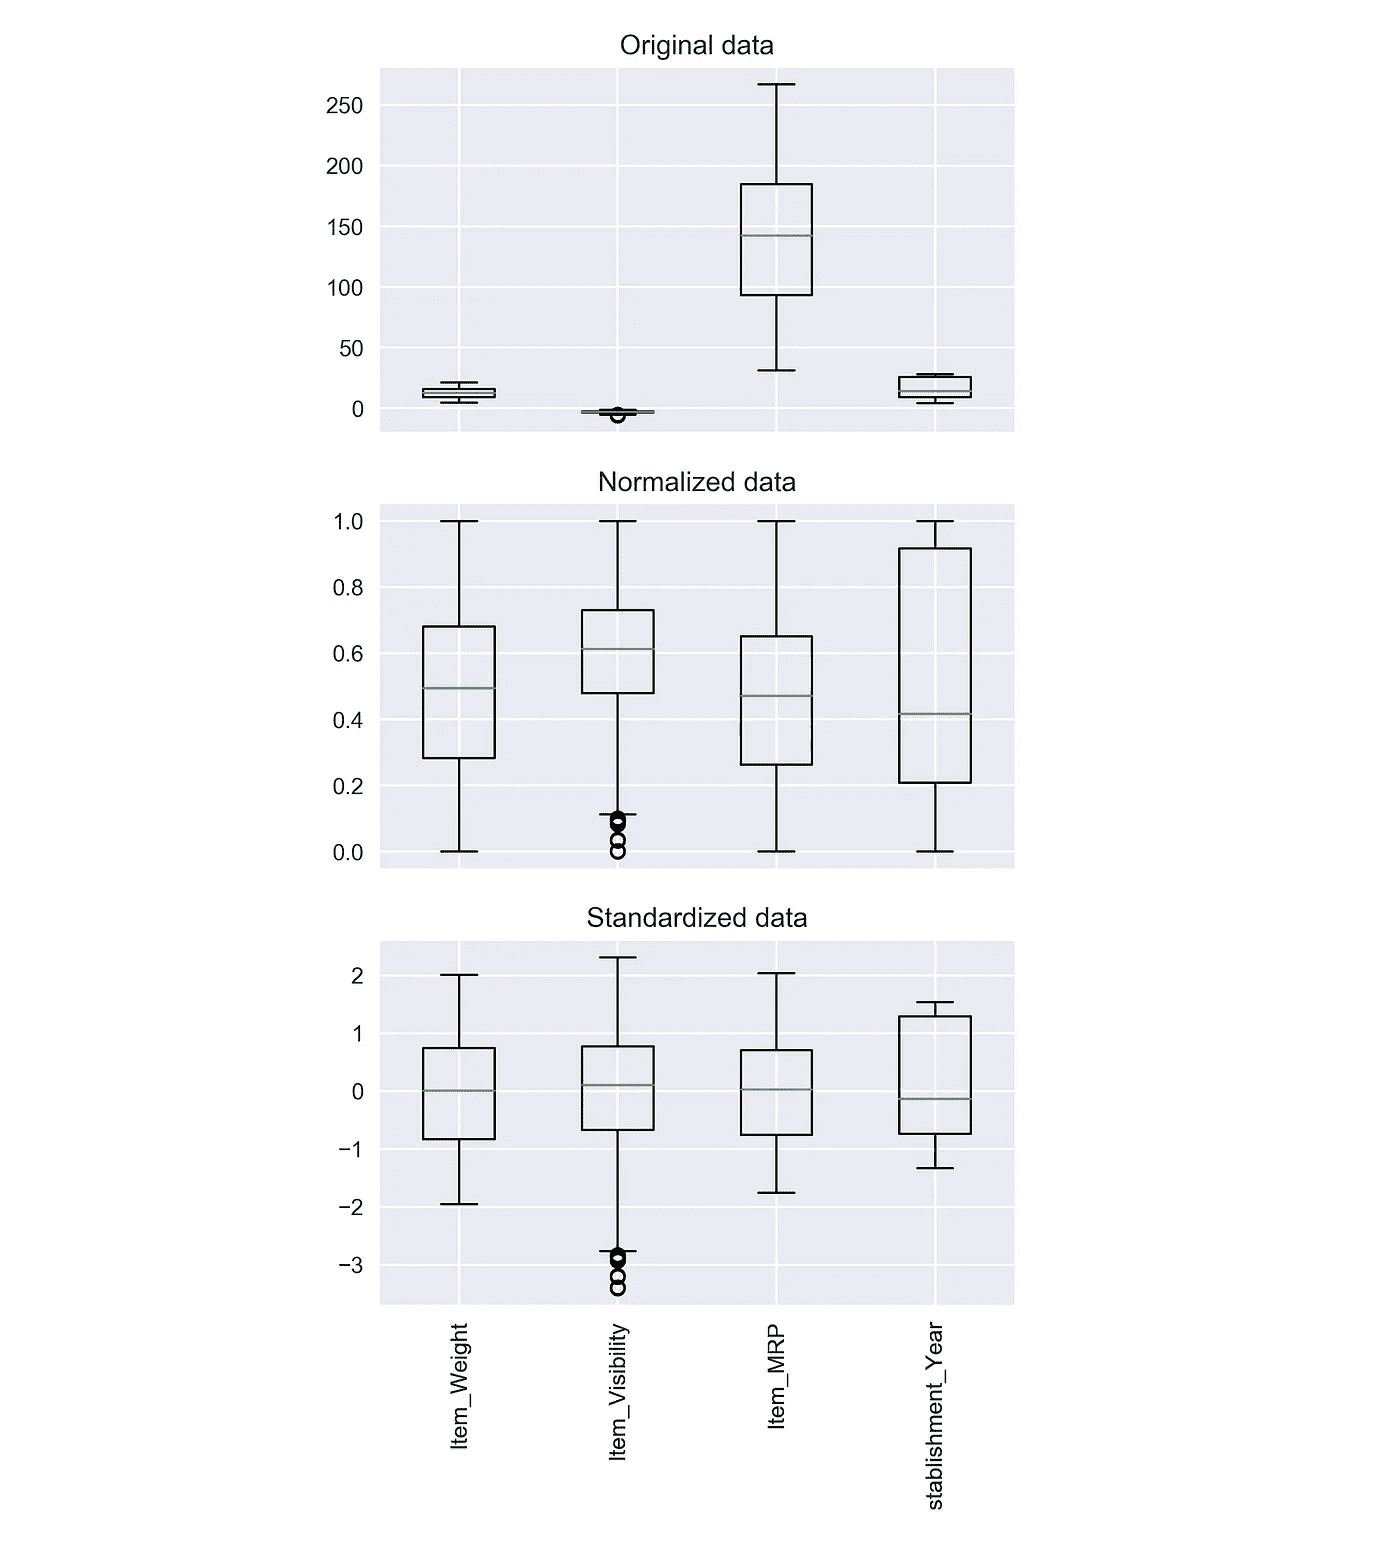 Original data
250
200
150
100
50
0
Normalized data
1.0
0.8
0.6
0.4
0.2
0.0
Standardized data
2
1
0
−1
−2
−3
Item_Weight
Item_Visibility
Item_MRP
stablishment_Year